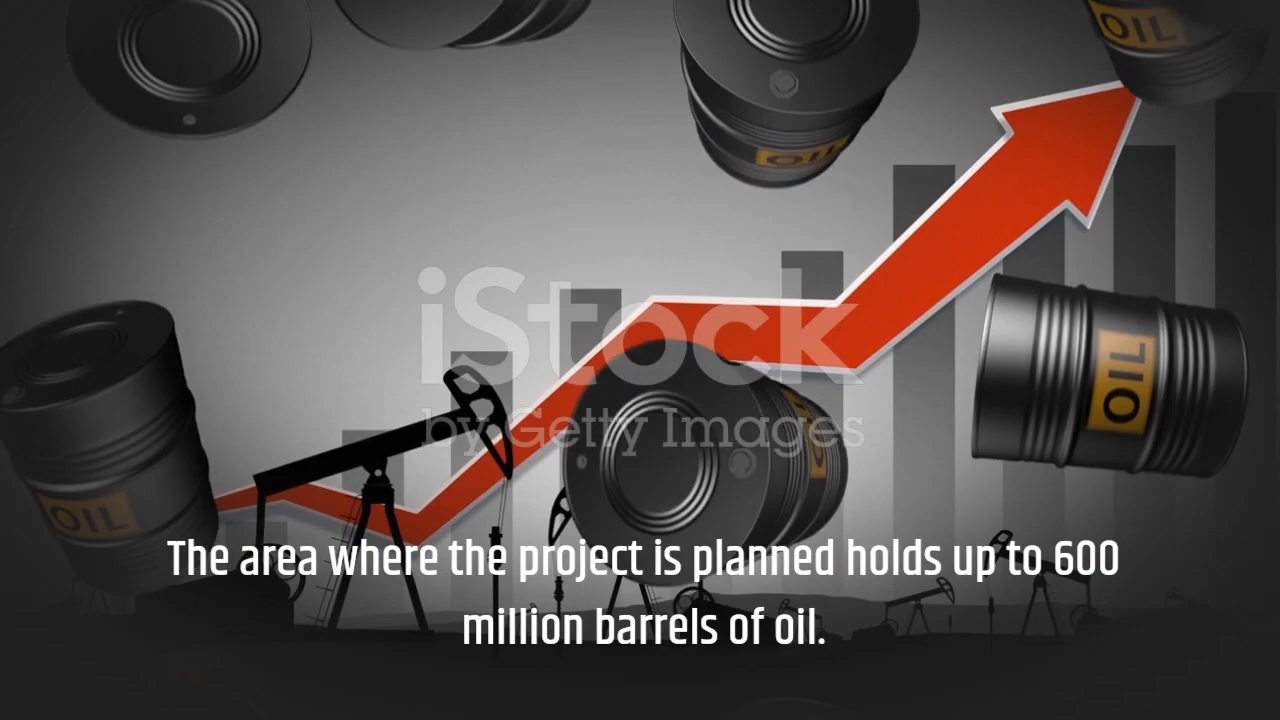 OIL
OIL
iStock
OIL
by Getty Images
OIL
The area where the project is planned holds up to 600
million barrels of oil.